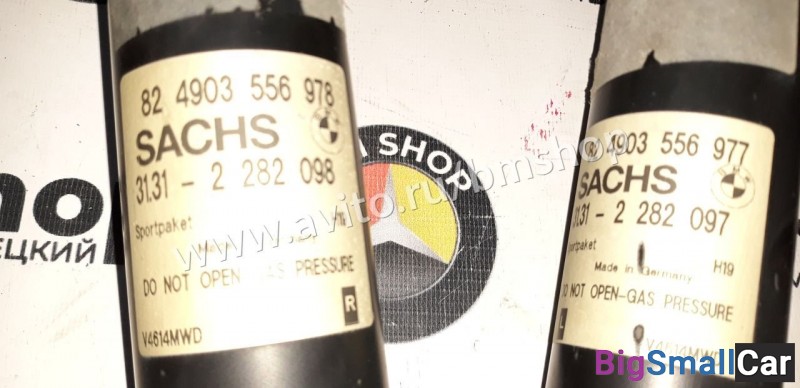 82 4903 556 978
SACHS
31.31 - 2 282 098
Sportpaket
DO NOT OPEN-GAS PRESSURE
R
V4614MWD
4903 556 977
SACHS
31.31 - 2 282 097
Sportpaket
Made in Germany H19
DO NOT OPEN-GAS PRESSURE
L
V4614MWD
SHOP
ЕЦКИЙ
www.avito.ru/bmshop
BigSmallCar